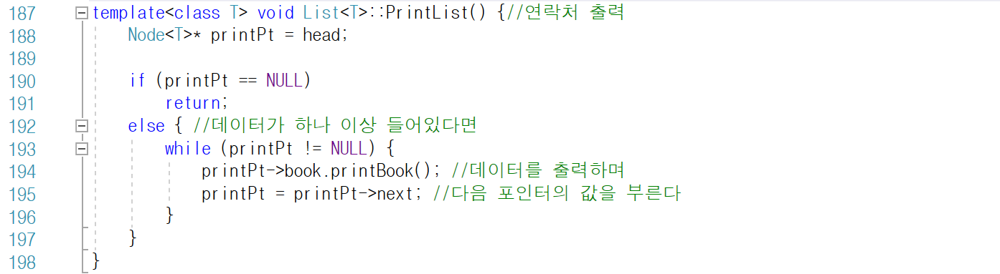 187 template<class T> void List<T>::PrintList() {//연락처 출력
188 Node<T>* printPt = head;
189
190 if (printPt == NULL)
191 return;
192 else { //데이터가 하나 이상 들어있다면
193 while (printPt != NULL) {
194 printPt->book.printBook(); //데이터를 출력하며
195 printPt = printPt->next; //다음 포인터의 값을 부른다
196 }
197 }
198 }